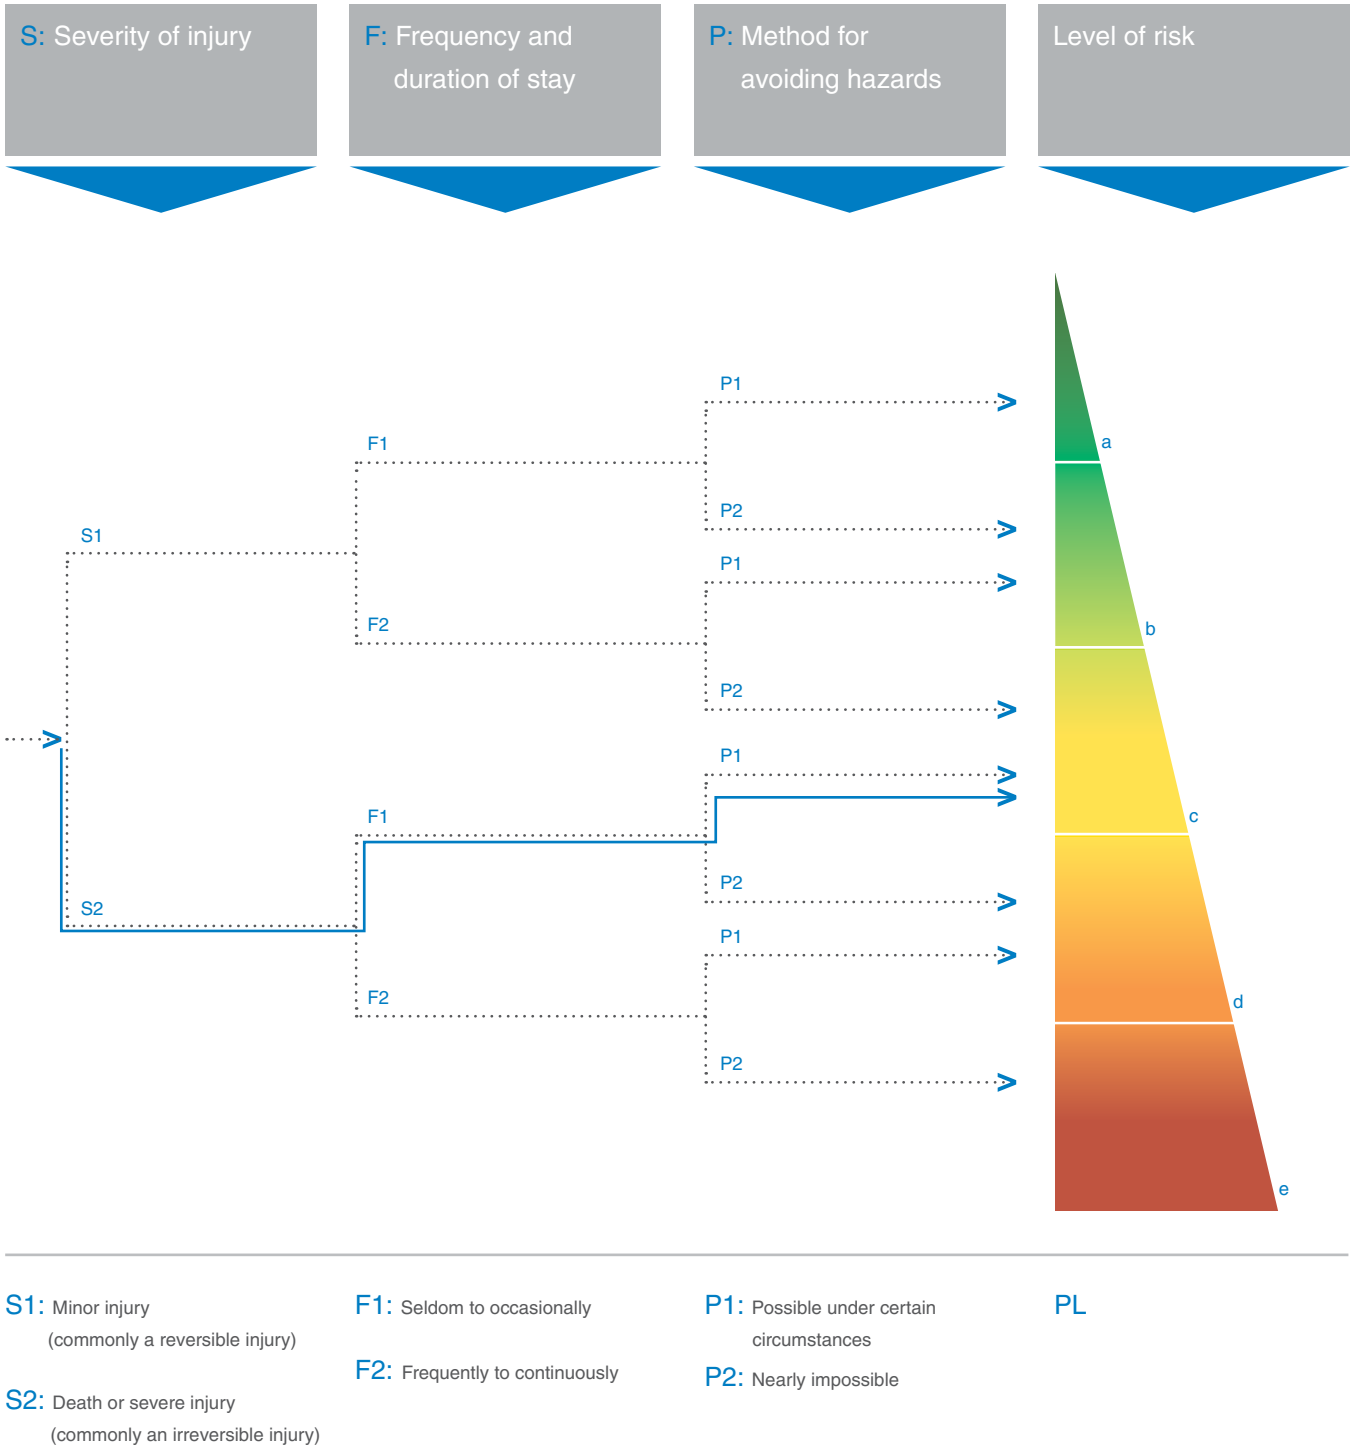 S: Severity of injury
F: Frequency and
duration of stay
P: Method for
avoiding hazards
Level of risk
P1
F1
a
P2
S1
P1
F2
b
P2
P1
F1
c
P2
S2
P1
F2
d
P2
e
S1: Minor injury
(commonly a reversible injury)
S2: Death or severe injury
(commonly an irreversible injury)
F1: Seldom to occasionally
F2: Frequently to continuously
P1: Possible under certain
circumstances
P2: Nearly impossible
PL